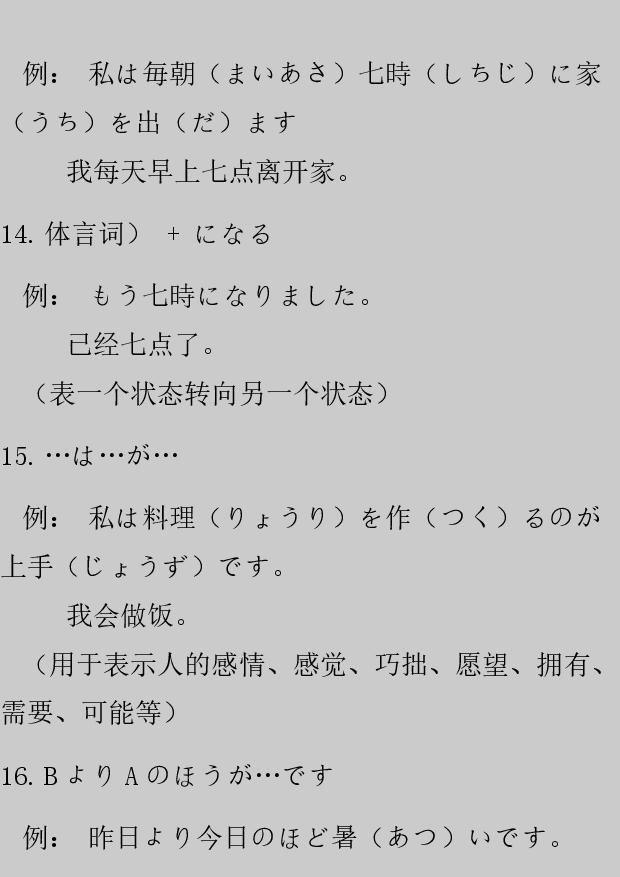 例： 私は毎朝（まいあさ）七時（しちじ）に家
（うち）を出（だ）ます
我每天早上七点离开家。
14. 体言词） + になる
例： もう七時になりました。
已经七点了。
（表一个状态转向另一个状态）
15. …は…が…
例： 私は料理（りょうり）を作（つく）るのが
上手（じょうず）です。
我会做饭。
（用于表示人的感情、感觉、巧拙、愿望、拥有、
需要、可能等）
16. B より A のほうが…です
例： 昨日より今日のほど暑（あつ）いです。